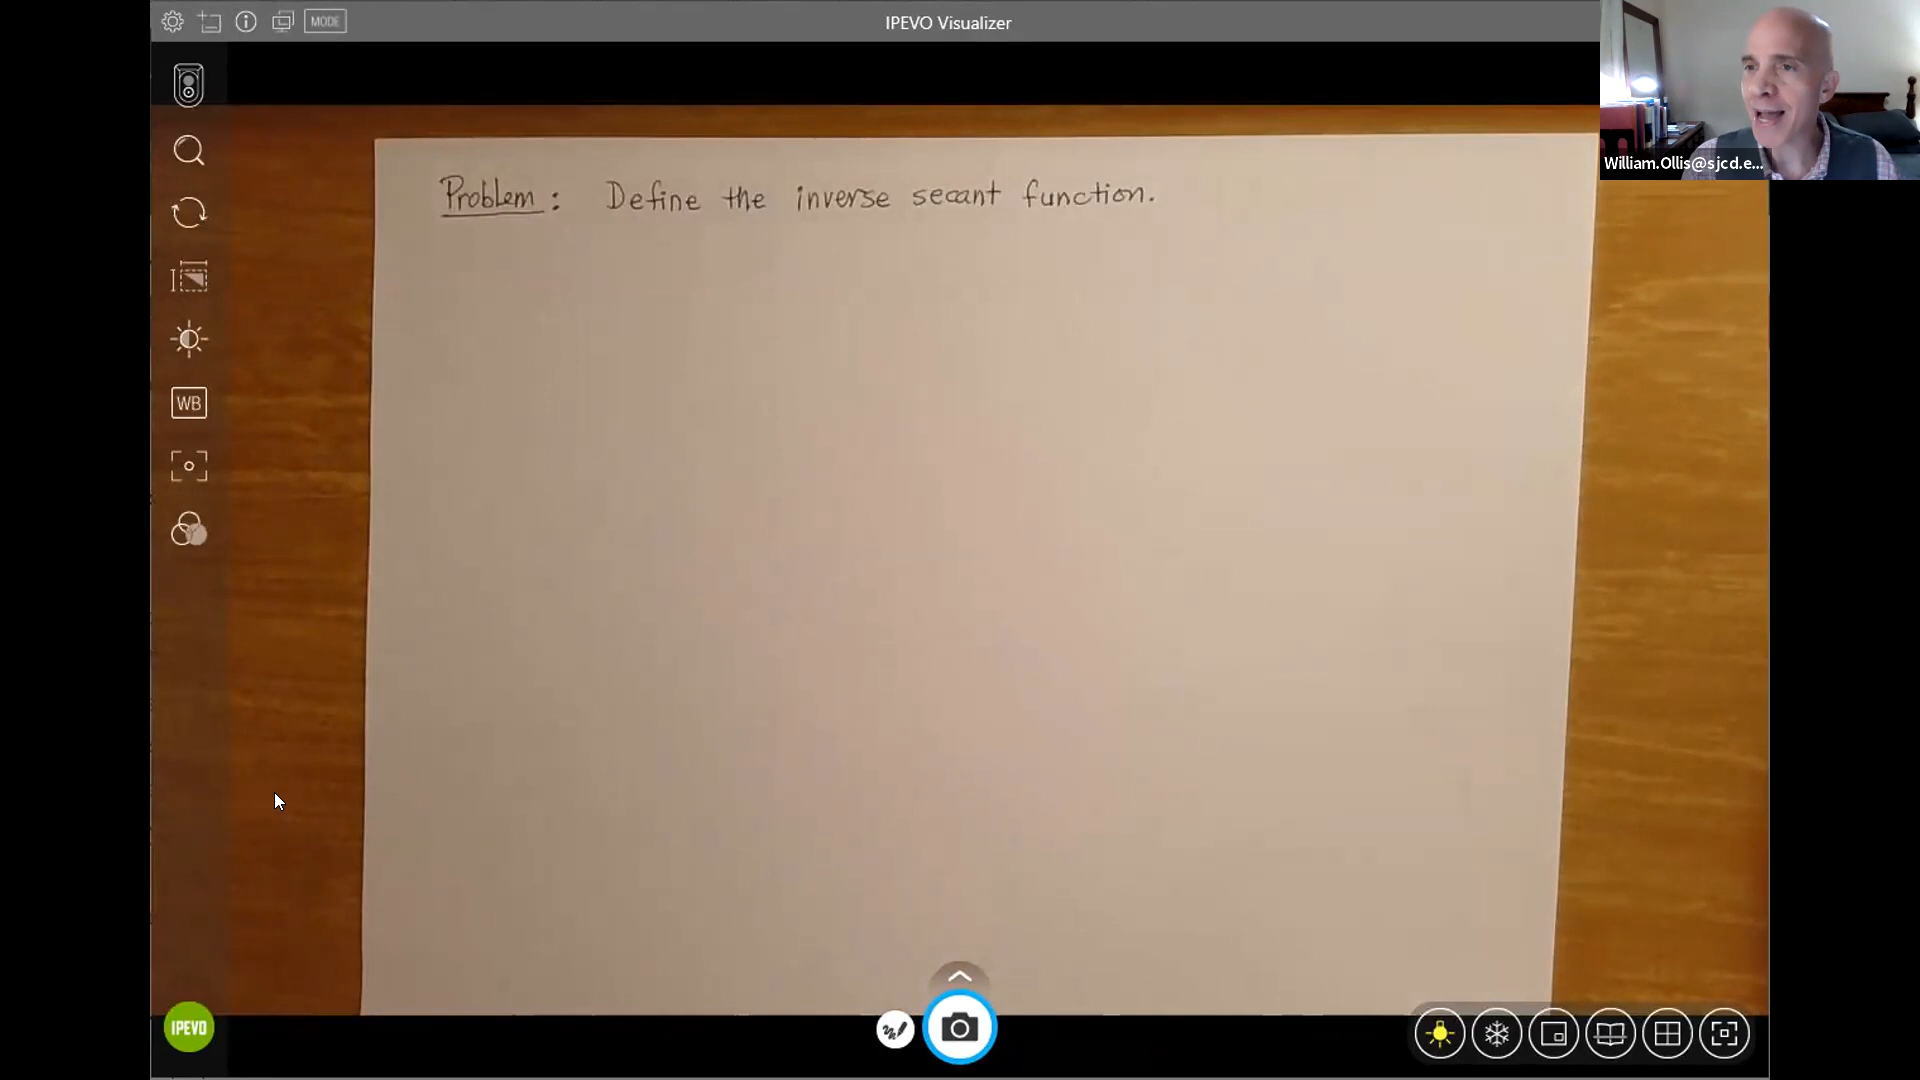 MODE
IPEVO Visualizer
William.Ollis@sjcd.e...
Problem: Define the inverse secant function.
WB
IPEVO